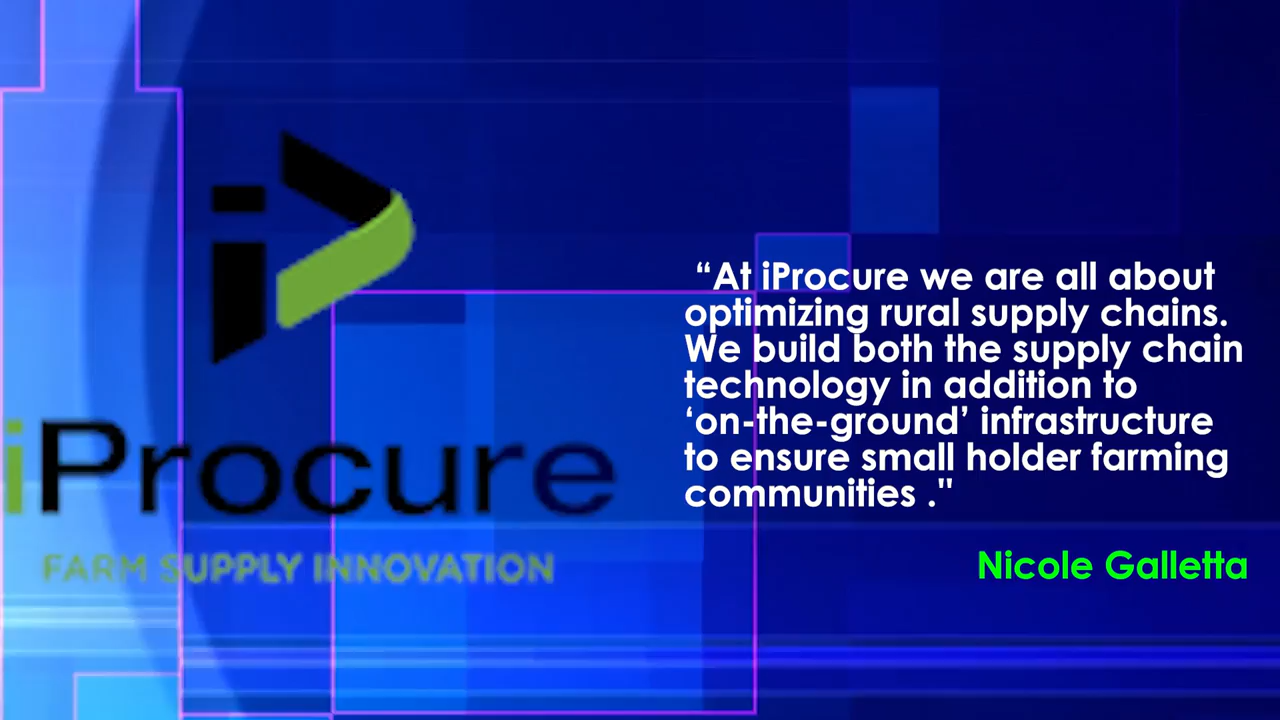 iProcure
FARM SUPPLY INNOVATION
“At iProcure we are all about
optimizing rural supply chains.
We build both the supply chain
technology in addition to
‘on-the-ground’ infrastructure
to ensure small holder farming
communities ."
Nicole Galletta